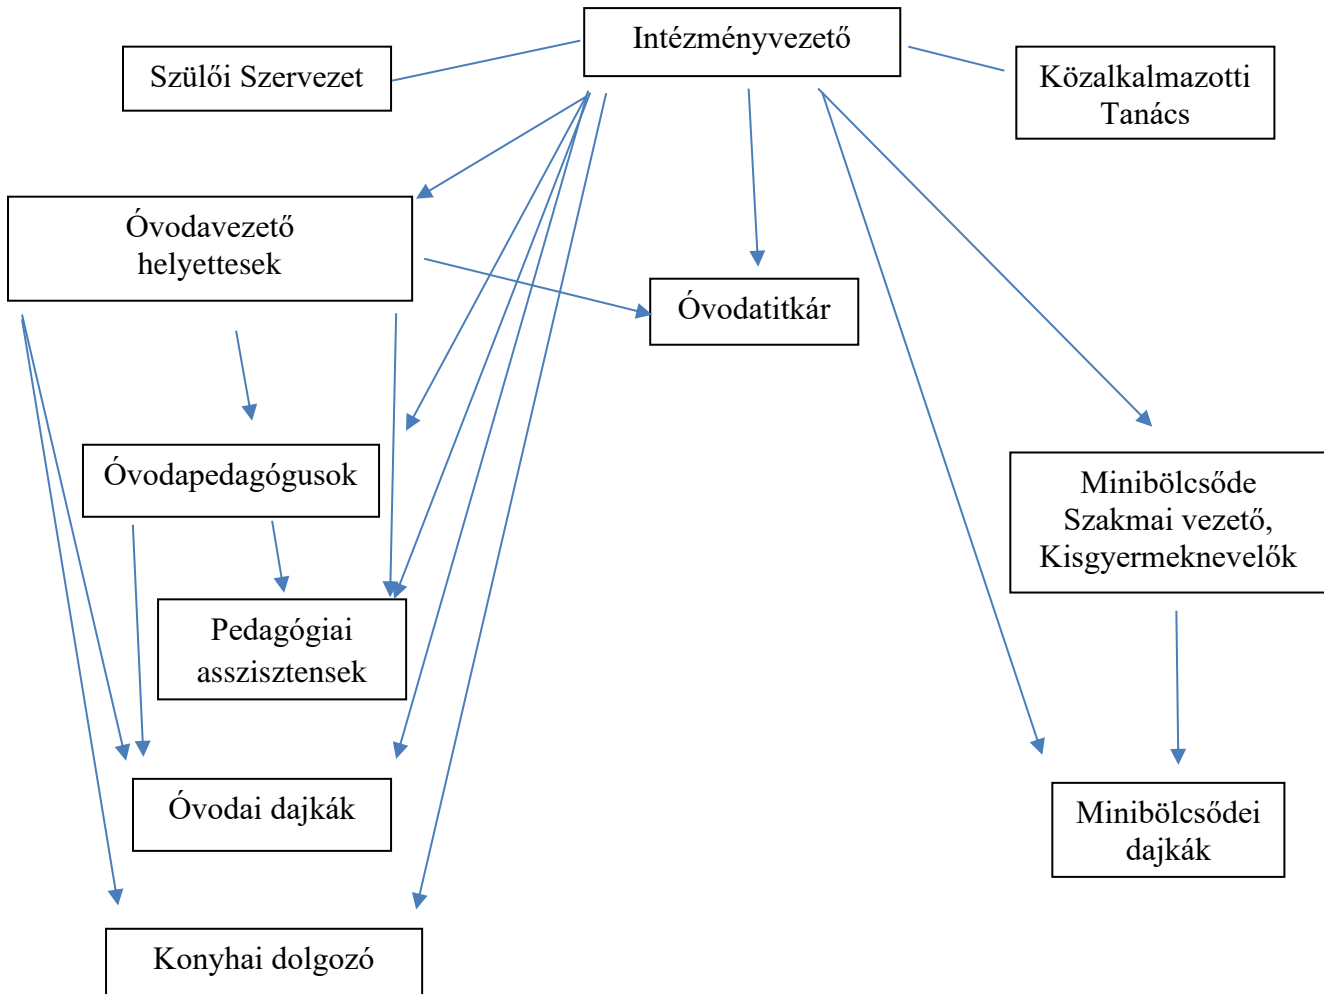 Intézményvezető
Szülői Szervezet
Közalkalmazotti
Tanács
Óvodavezető
helyettesek
Óvodatitkár
Óvodapedagógusok
Minibölcsőde
Szakmai vezető,
Kisgyermeknevelők
Pedagógiai
asszisztensek
Óvodai dajkák
Minibölcsődei
dajkák
Konyhai dolgozó